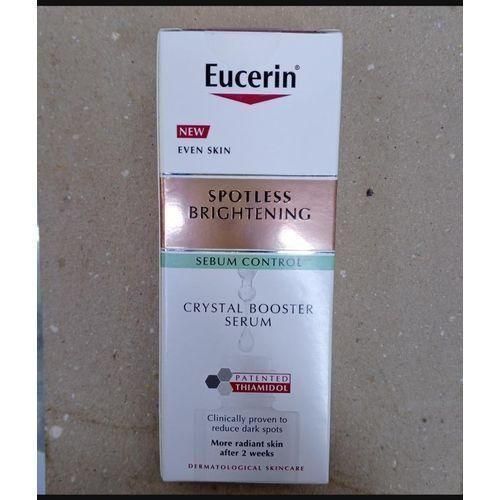 Eucerin®
NEW
EVEN SKIN
SPOTLESS
BRIGHTENING
SEBUM CONTROL
CRYSTAL BOOSTER
SERUM
PATENTED
THIAMIDOL
Clinically proven to
reduce dark spots
More radiant skin
after 2 weeks
DERMATOLOGICAL SKINCARE